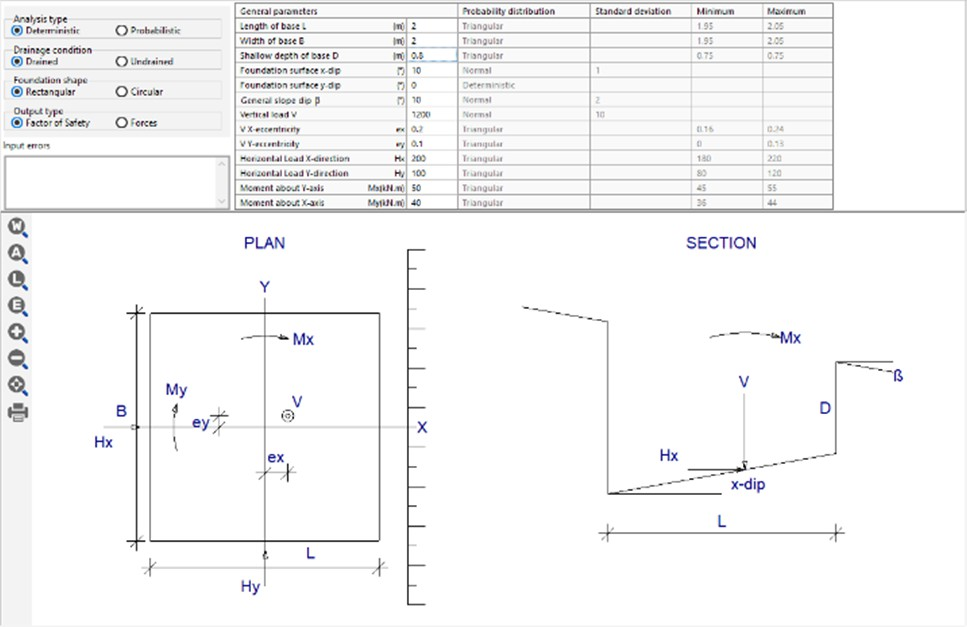 Analysis type
Deterministic Probabilistic
Drainage condition
Drained Undrained
Foundation shape
Rectangular Circular
Output type
Factor of Safety Forces
Input errors
General parameters Probability distribution Standard deviation Minimum Maximum
Length of base L (m) 2 Triangular 1.95 2.05
Width of base B (m) 2 Triangular 1.95 2.05
Shallow depth of base D (m) 0.8 Triangular 0.75 0.75
Foundation surface x-dip (°) 10 Normal 1
Foundation surface y-dip (°) 0 Deterministic
General slope dip β (°) 10 Normal 2
Vertical load V 1200 Normal 10
V X-eccentricity ex 0.2 Triangular 0.16 0.24
V Y-eccentricity ey 0.1 Triangular 0 0.13
Horizontal Load X-direction Hx 200 Triangular 180 220
Horizontal Load Y-direction Hy 100 Triangular 80 120
Moment about Y-axis Mx(kN.m) 50 Triangular 45 55
Moment about X-axis My(kN.m) 40 Triangular 36 44
W
A
L
E
PLAN
Y
Mx
My
V
B
ey
X
Hx
ex
L
Hy
SECTION
Mx
V
ß
D
Hx
x-dip
L